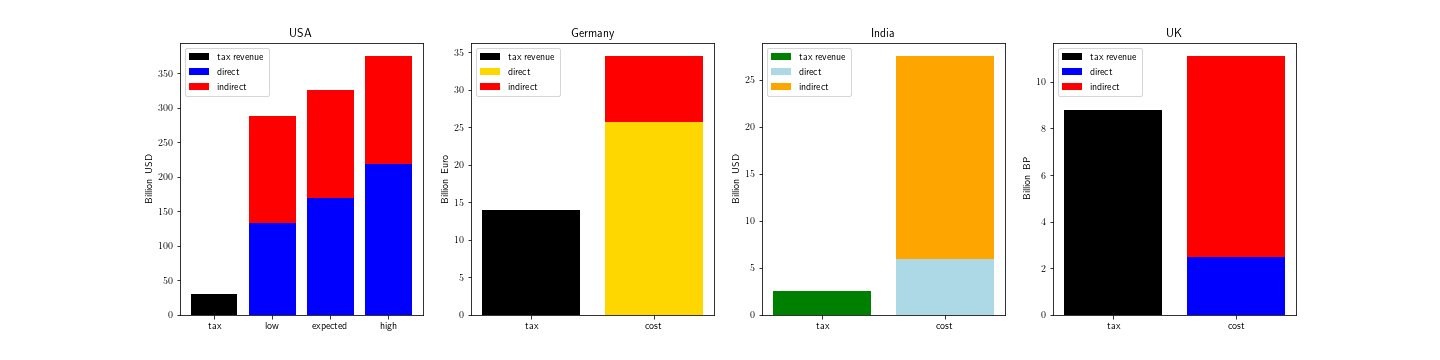 USA
tax revenue
direct
indirect
Billion USD
350
300
250
200
150
100
50
0
tax low expected high
Germany
tax revenue
direct
indirect
Billion Euro
35
30
25
20
15
10
5
0
tax cost
India
tax revenue
direct
indirect
Billion USD
25
20
15
10
5
0
tax cost
UK
tax revenue
direct
indirect
Billion BP
10
8
6
4
2
0
tax cost